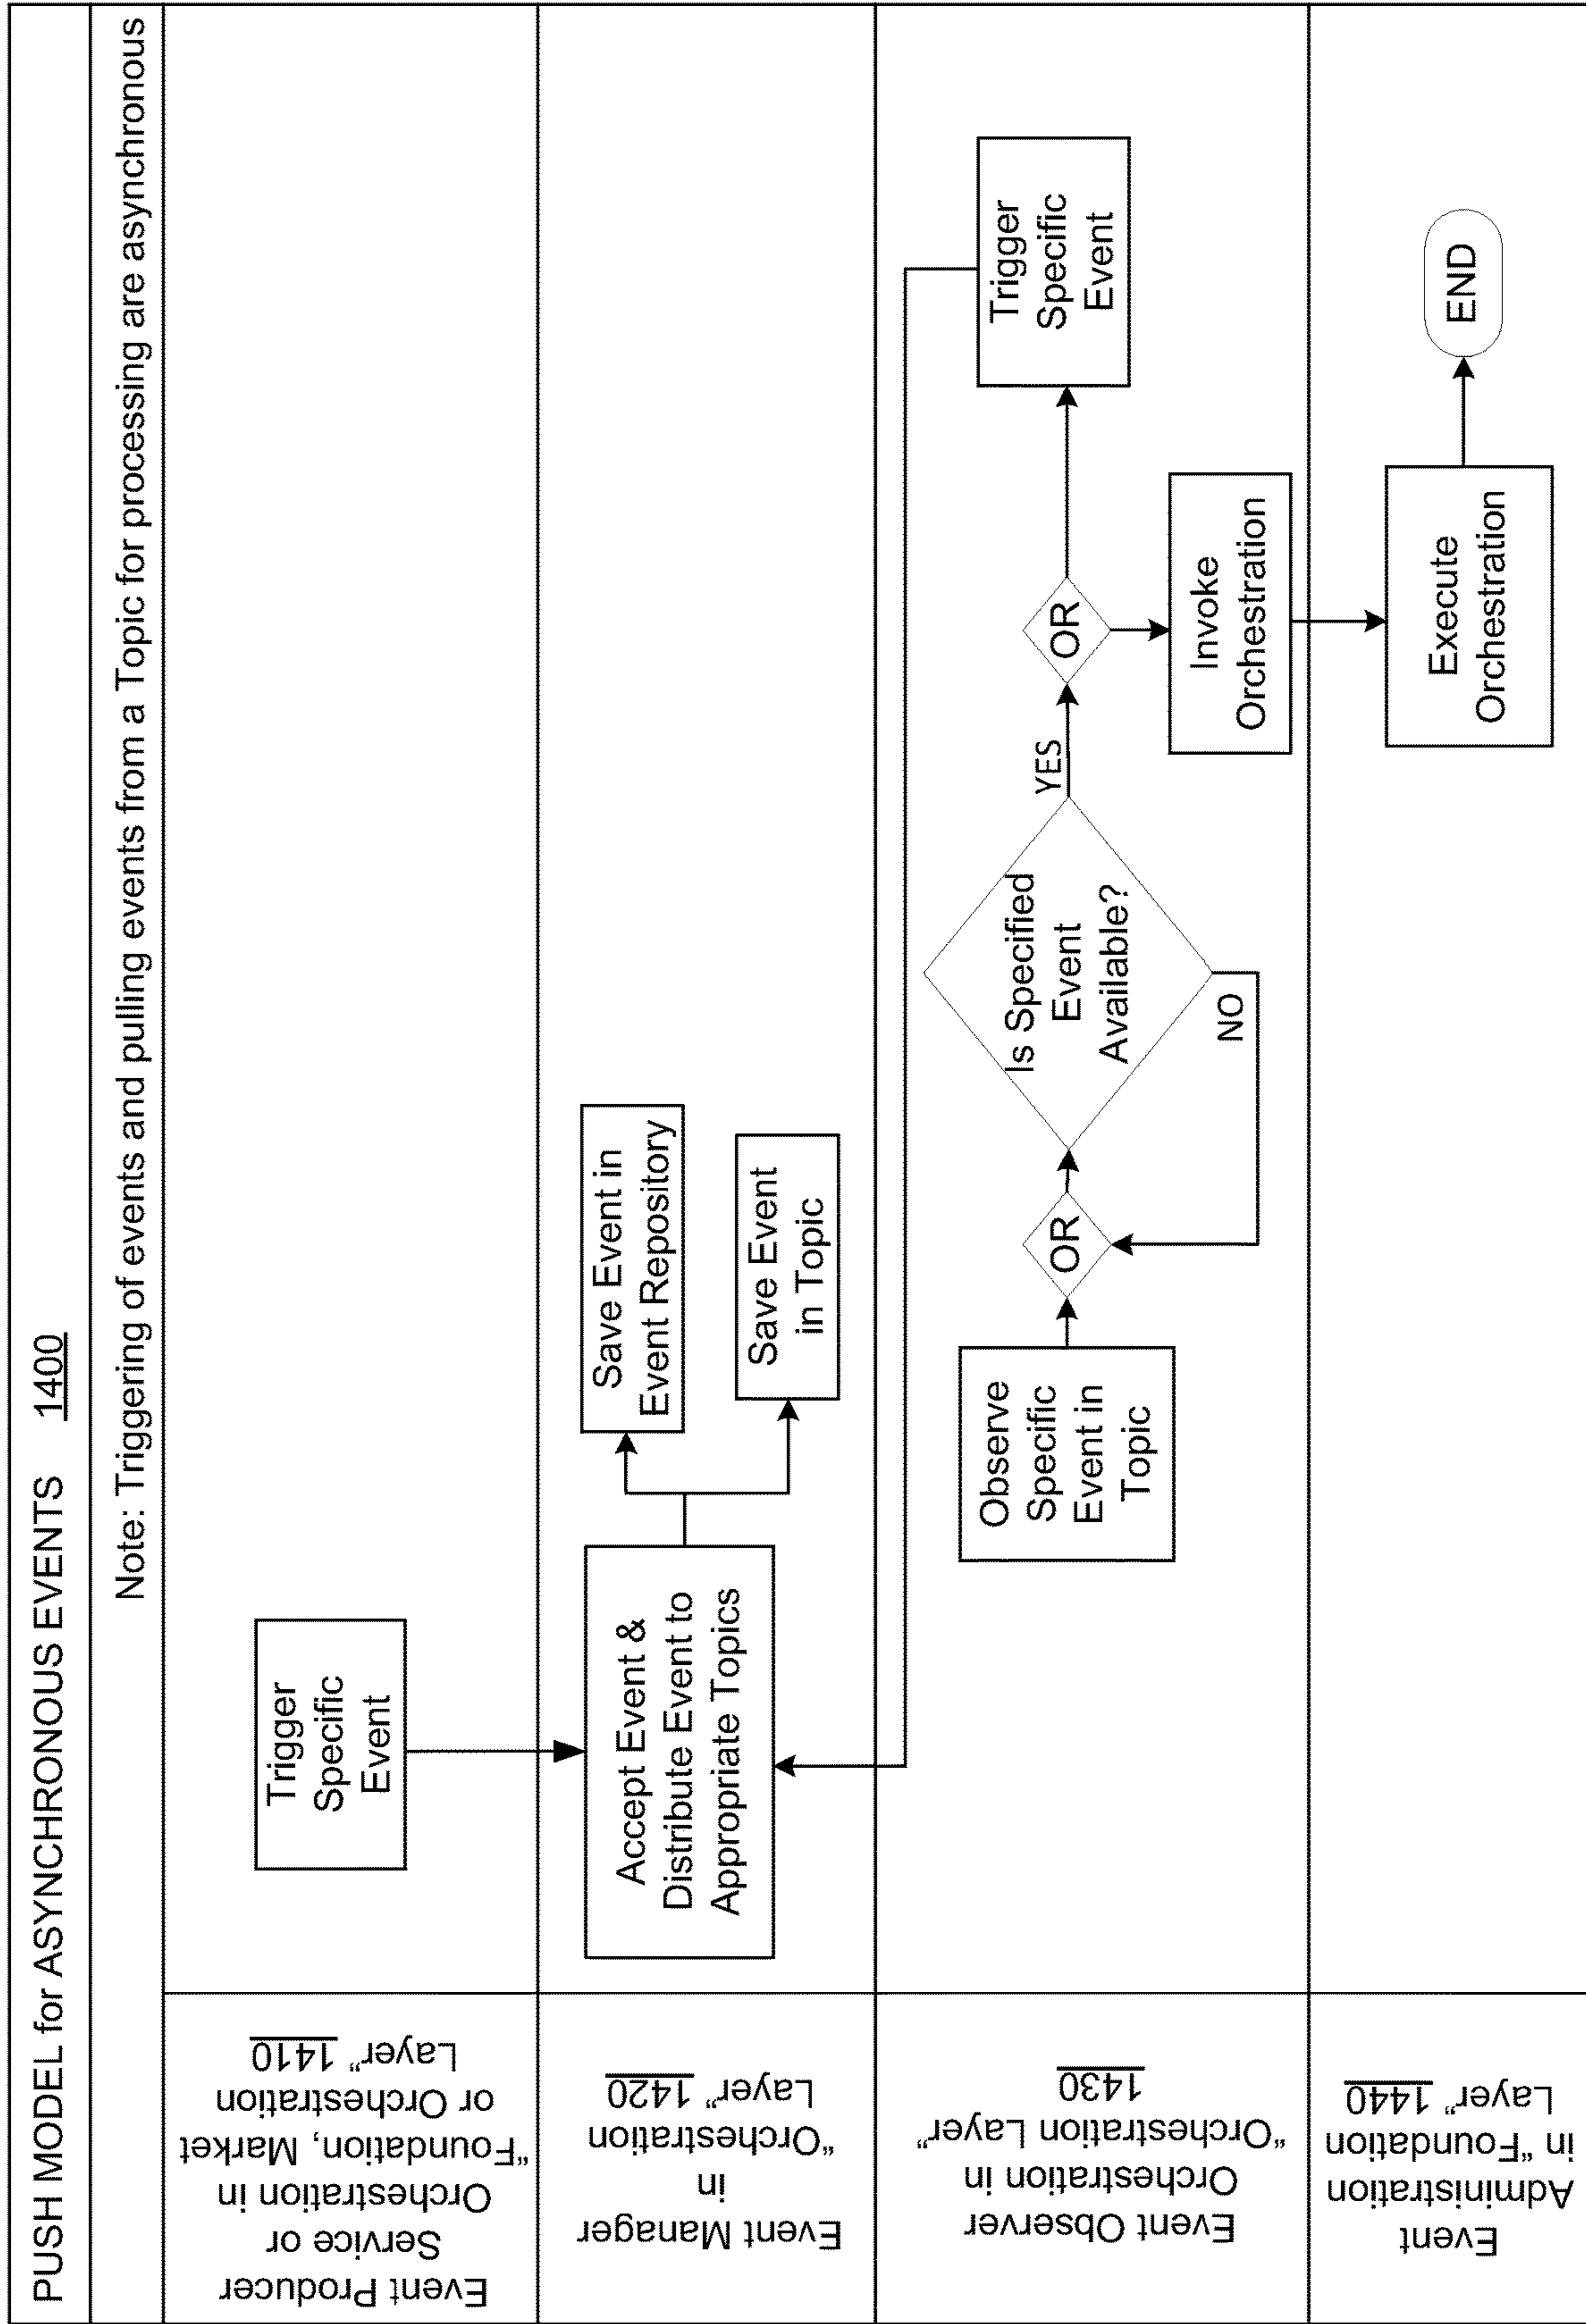 PUSH MODEL for ASYNCHRONOUS EVENTS 1400
Note: Triggering of events and pulling events from a Topic for processing are asynchronous
Event Producer
Service or
Orchestration in
“Foundation, Market
or Orchestration
Layer” 1410
Trigger
Specific
Event
Event Manager
in
“Orchestration
Layer” 1420
Accept Event &
Distribute Event to
Appropriate Topics
Save Event in
Event Repository
Save Event
in Topic
Event Observer
Orchestration in
“Orchestration Layer”
1430
Observe
Specific
Event in
Topic
OR
Is Specified
Event
Available?
NO
YES
OR
Trigger
Specific
Event
Invoke
Orchestration
Event
Administration
in “Foundation
Layer” 1440
Execute
Orchestration
END